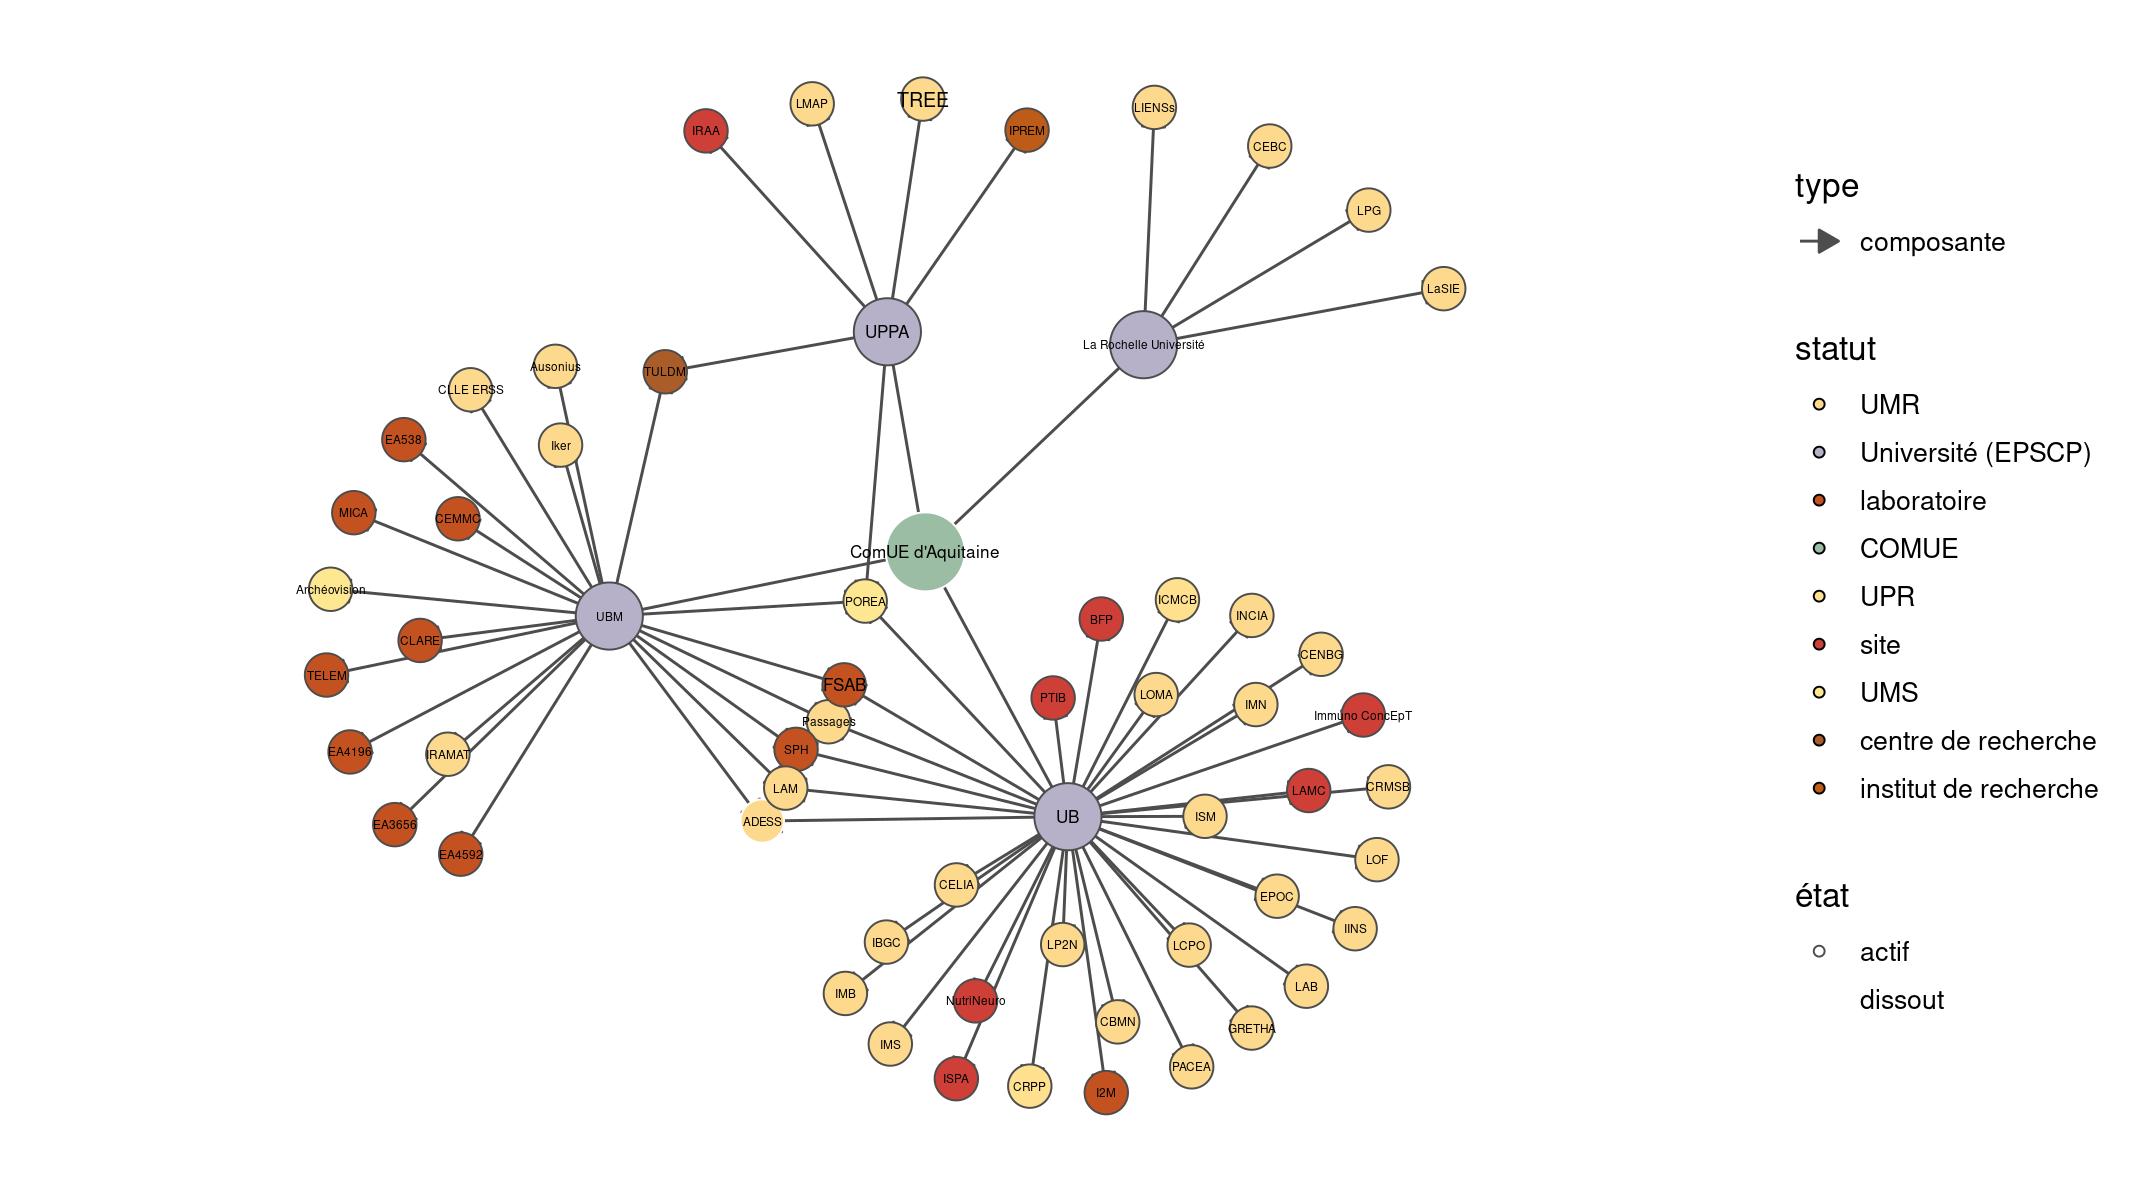 TREE
LMAP
LIENSs
IRAA
IPREM
CEBC
type
LPG
composante
LaSIE
UPPA
La Rochelle Université
statut
Ausonius
TULDM
CLLE ERSS
UMR
EA538
Iker
Université (EPSCP)
laboratoire
MICA
CEMMC
ComUE d'Aquitaine
COMUE
Archéovision
POREA
ICMCB
UPR
UBM
BFP
INCIA
CLARE
site
CENBG
TELEM
FSAB
PTIB
LOMA
UMS
IMN
Immuno ConcEpT
Passages
centre de recherche
EA4196
IRAMAT
SPH
LAM
LAMC
CRMSB
institut de recherche
EA3656
ADESS
UB
ISM
EA4592
LOF
CELIA
EPOC
état
IINS
IBGC
LP2N
LCPO
actif
IMB
NutriNeuro
LAB
dissout
CBMN
GRETHA
IMS
PACEA
ISPA
CRPP
I2M